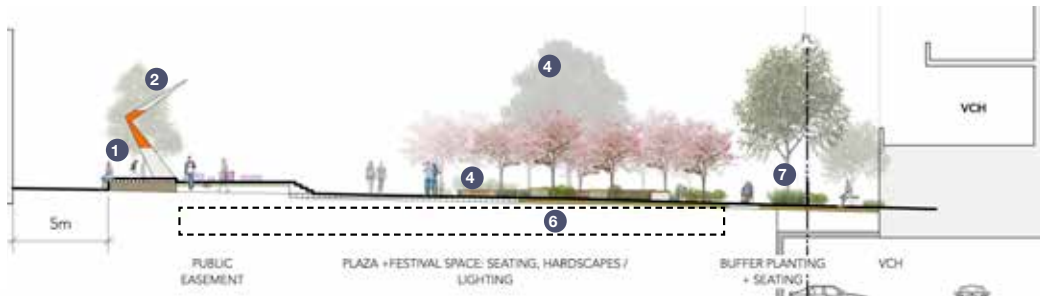 2
4
VCH
1
4
7
6
5m
PUBLIC
EASEMENT
PLAZA +FESTIVAL SPACE: SEATING, HARDSCAPES /
LIGHTING
BUFFER PLANTING
+ SEATING
VCH